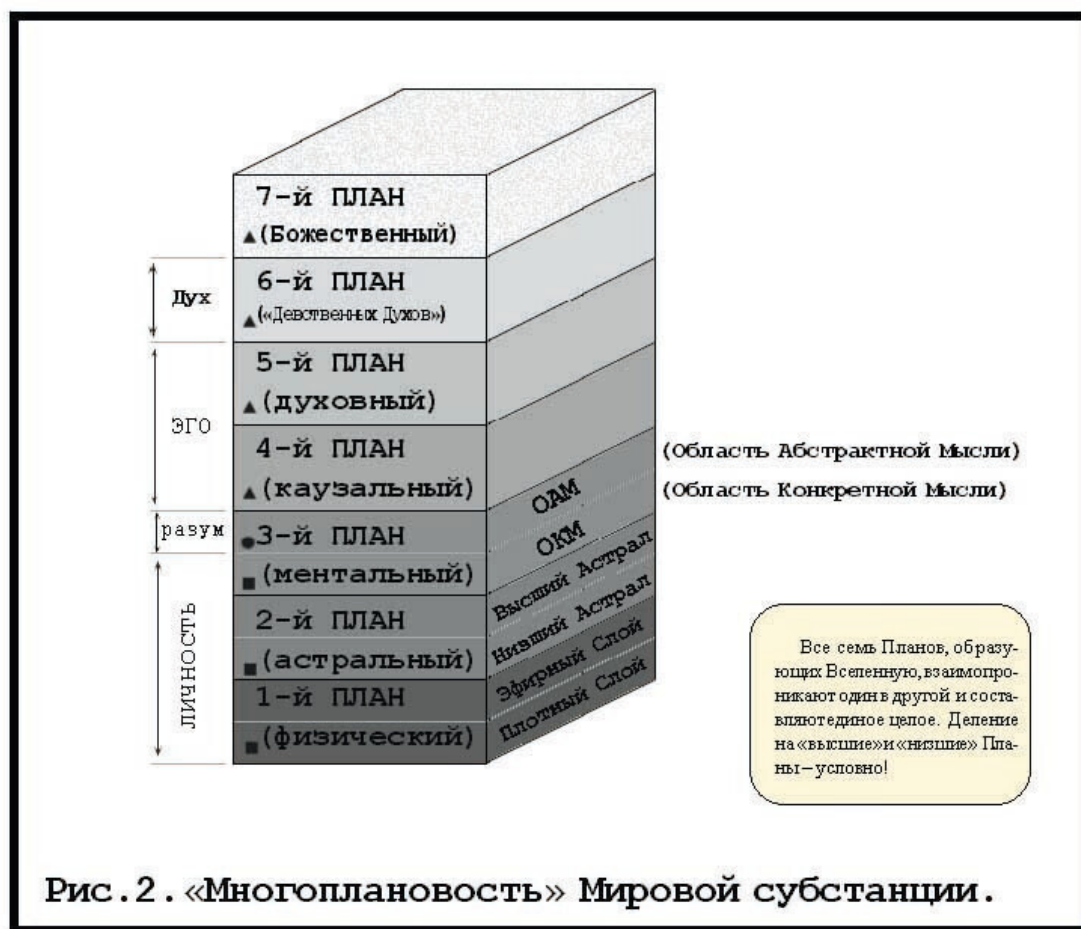 7-й ПЛАН
(Божественный)
Дух
6-й ПЛАН
(«Девственных Духов»)
5-й ПЛАН
(духовный)
ЭГО
4-й ПЛАН
(каузальный)
(Область Абстрактной Мысли)
(Область Конкретной Мысли)
ОАМ
разум
3-й ПЛАН
ОКМ
(ментальный)
Высший Астрал
ЛИЧНОСТЬ
2-й ПЛАН
Нивший Астрал
(астральный)
Эфирный Слой
1-й ПЛАН
Плотный Слой
(физический)
Все семь Планов, образу-
ющих Вселенную, взаимопро-
никают один в другой и соста-
вляют единое целое. Деление
на «высшие» и «низшие» Пла-
ны – условно!
Рис.2. «Многоплановость» Мировой субстанции.